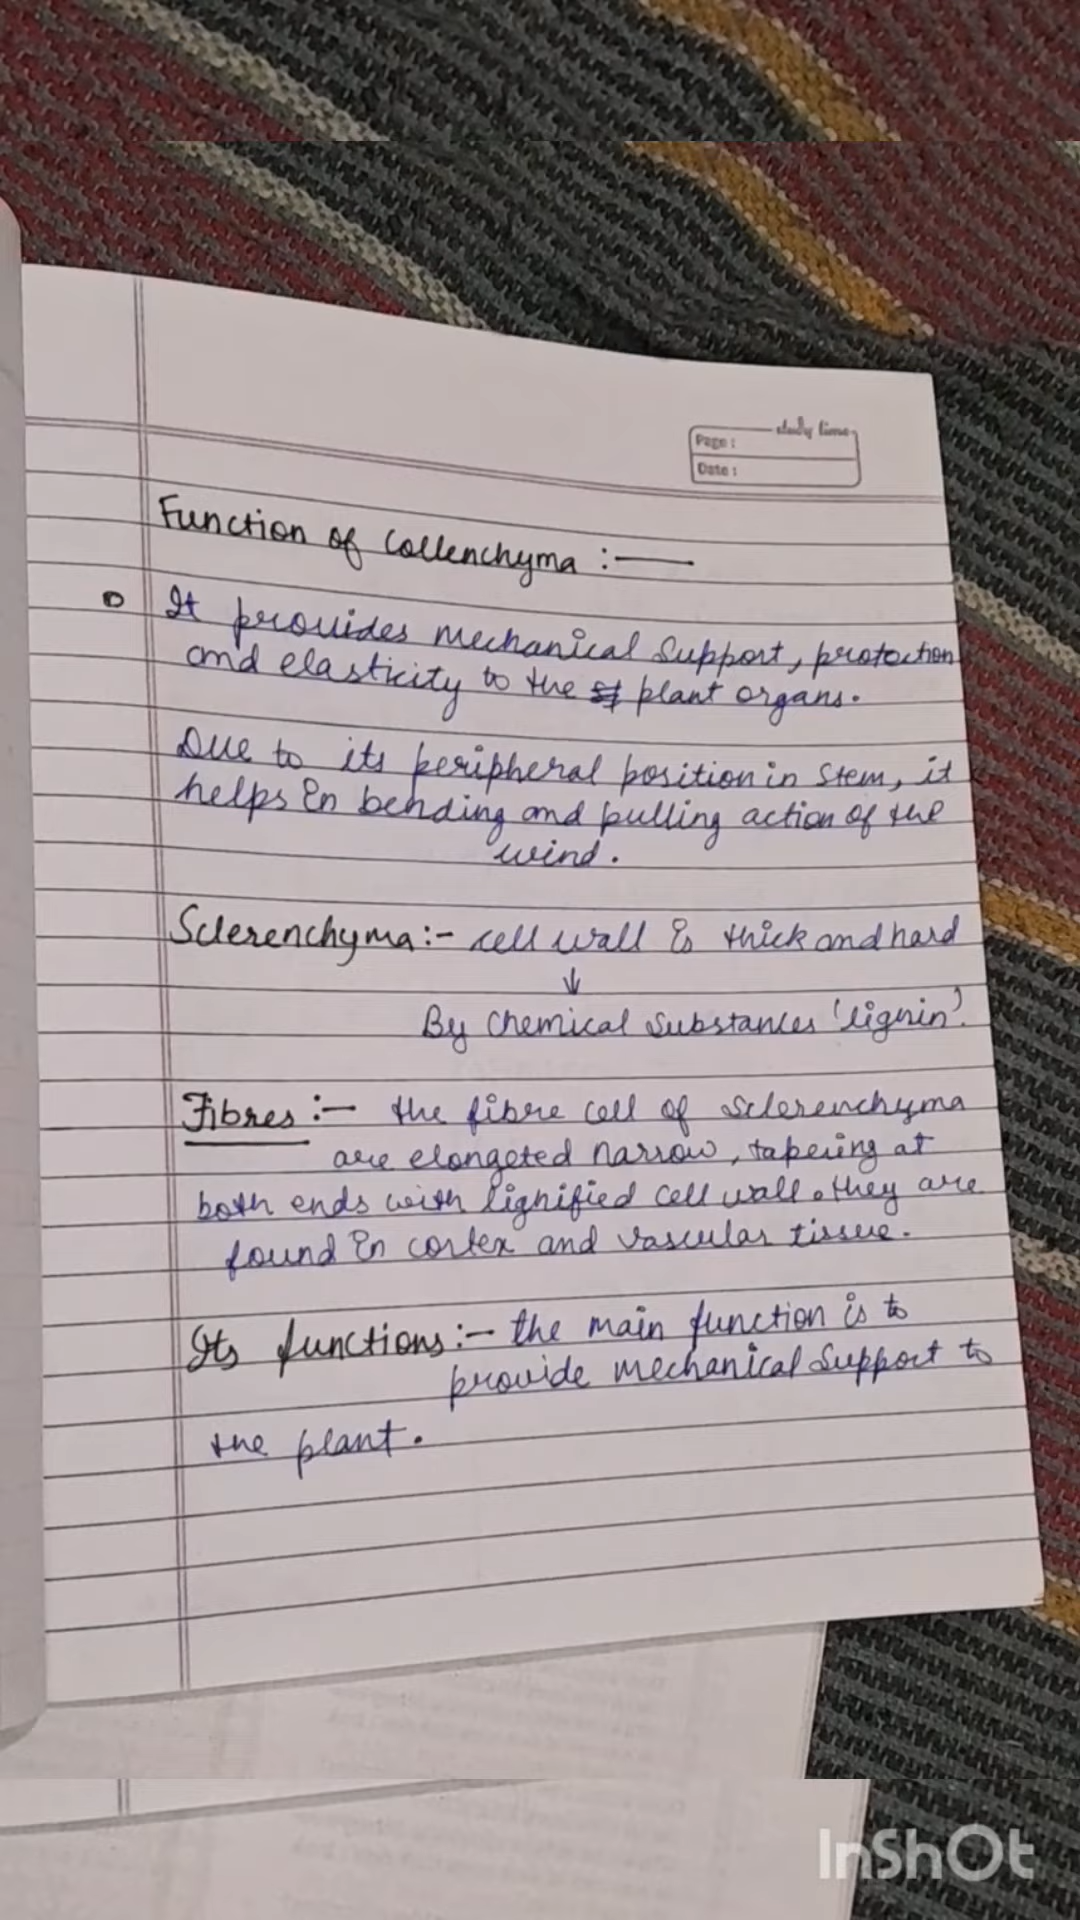 study time
Page :
Date :
Function of Collenchyma :—
It provides mechanical Support, protection
and elasticity to the plant organs.
Due to its peripheral position in Stem, it
helps in bending and pulling action of the
wind.
Sclerenchyma :- cell wall is thick and hard
↓
By Chemical Substances 'lignin'.
Fibres :- the fibre cell of Sclerenchyma
are elongeted narrow, tapering at
both ends with lignified cell wall. they are
found in cortex and vascular tissue.
Its functions :- the main function is to
provide mechanical Support to
the plant.
InShOt